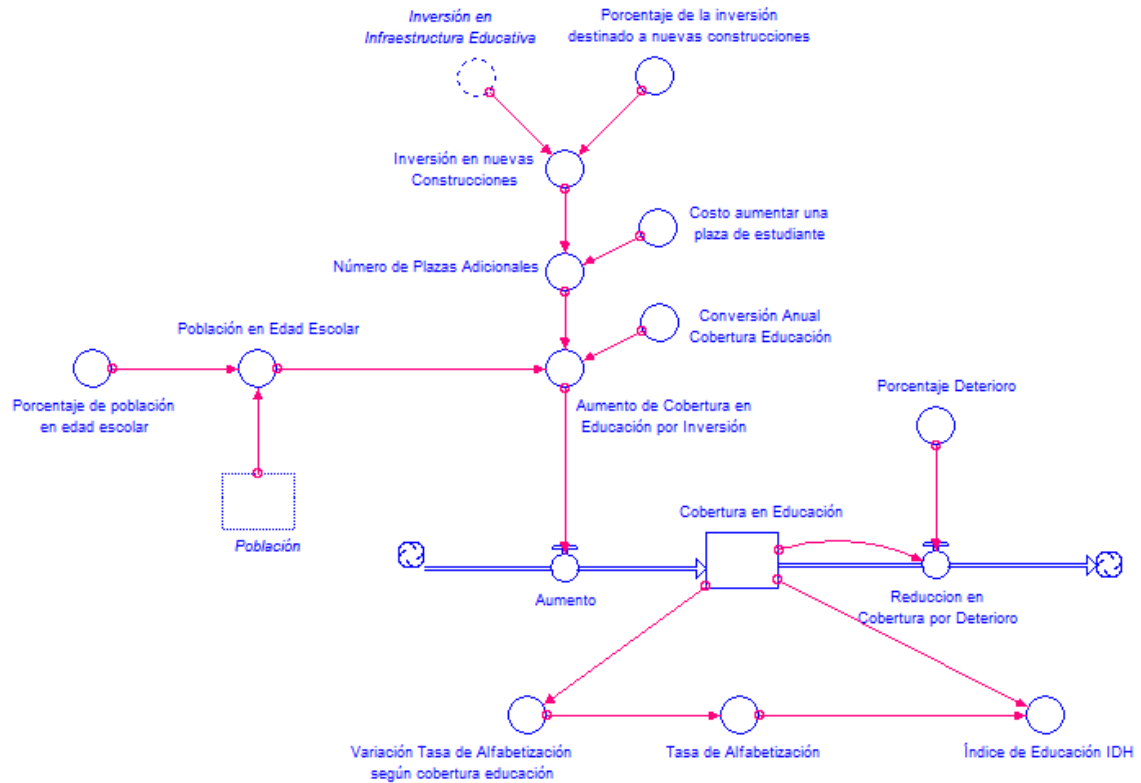 Inversión en
Infraestructura Educativa
Porcentaje de la inversión
destinado a nuevas construcciones
Inversión en nuevas
Construcciones
Costo aumentar una
plaza de estudiante
Número de Plazas Adicionales
Conversión Anual
Cobertura Educación
Población en Edad Escolar
Porcentaje de población
en edad escolar
Aumento de Cobertura en
Educación por Inversión
Porcentaje Deterioro
Población
Cobertura en Educación
Aumento
Reduccion en
Cobertura por Deterioro
Variación Tasa de Alfabetización
según cobertura educación
Tasa de Alfabetización
Índice de Educación IDH